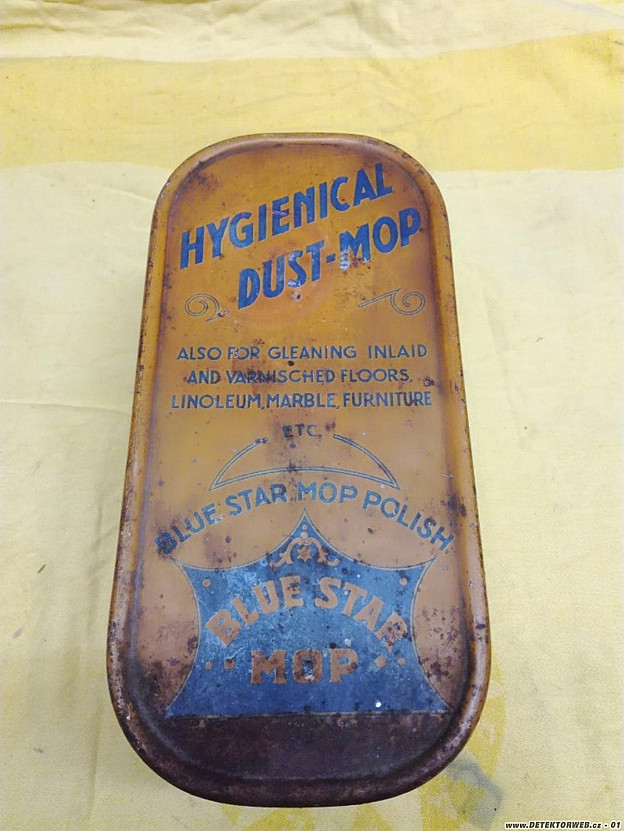 HYGIENICAL
DUST-MOP
ALSO FOR GLEANING INLAID
AND VARNISCHED FLOORS,
LINOLEUM, MARBLE, FURNITURE
ETC.
BLUE STAR MOP POLISH
BLUE STAR
MOP
www.DETEKTORWEB.cz - 01